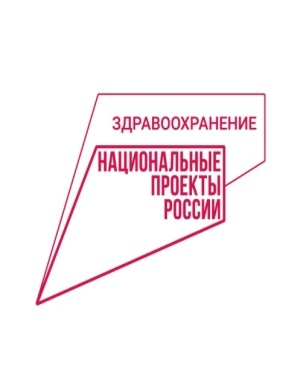 ЗДРАВООХРАНЕНИЕ
НАЦИОНАЛЬНЫЕ
ПРОЕКТЫ
РОССИИ